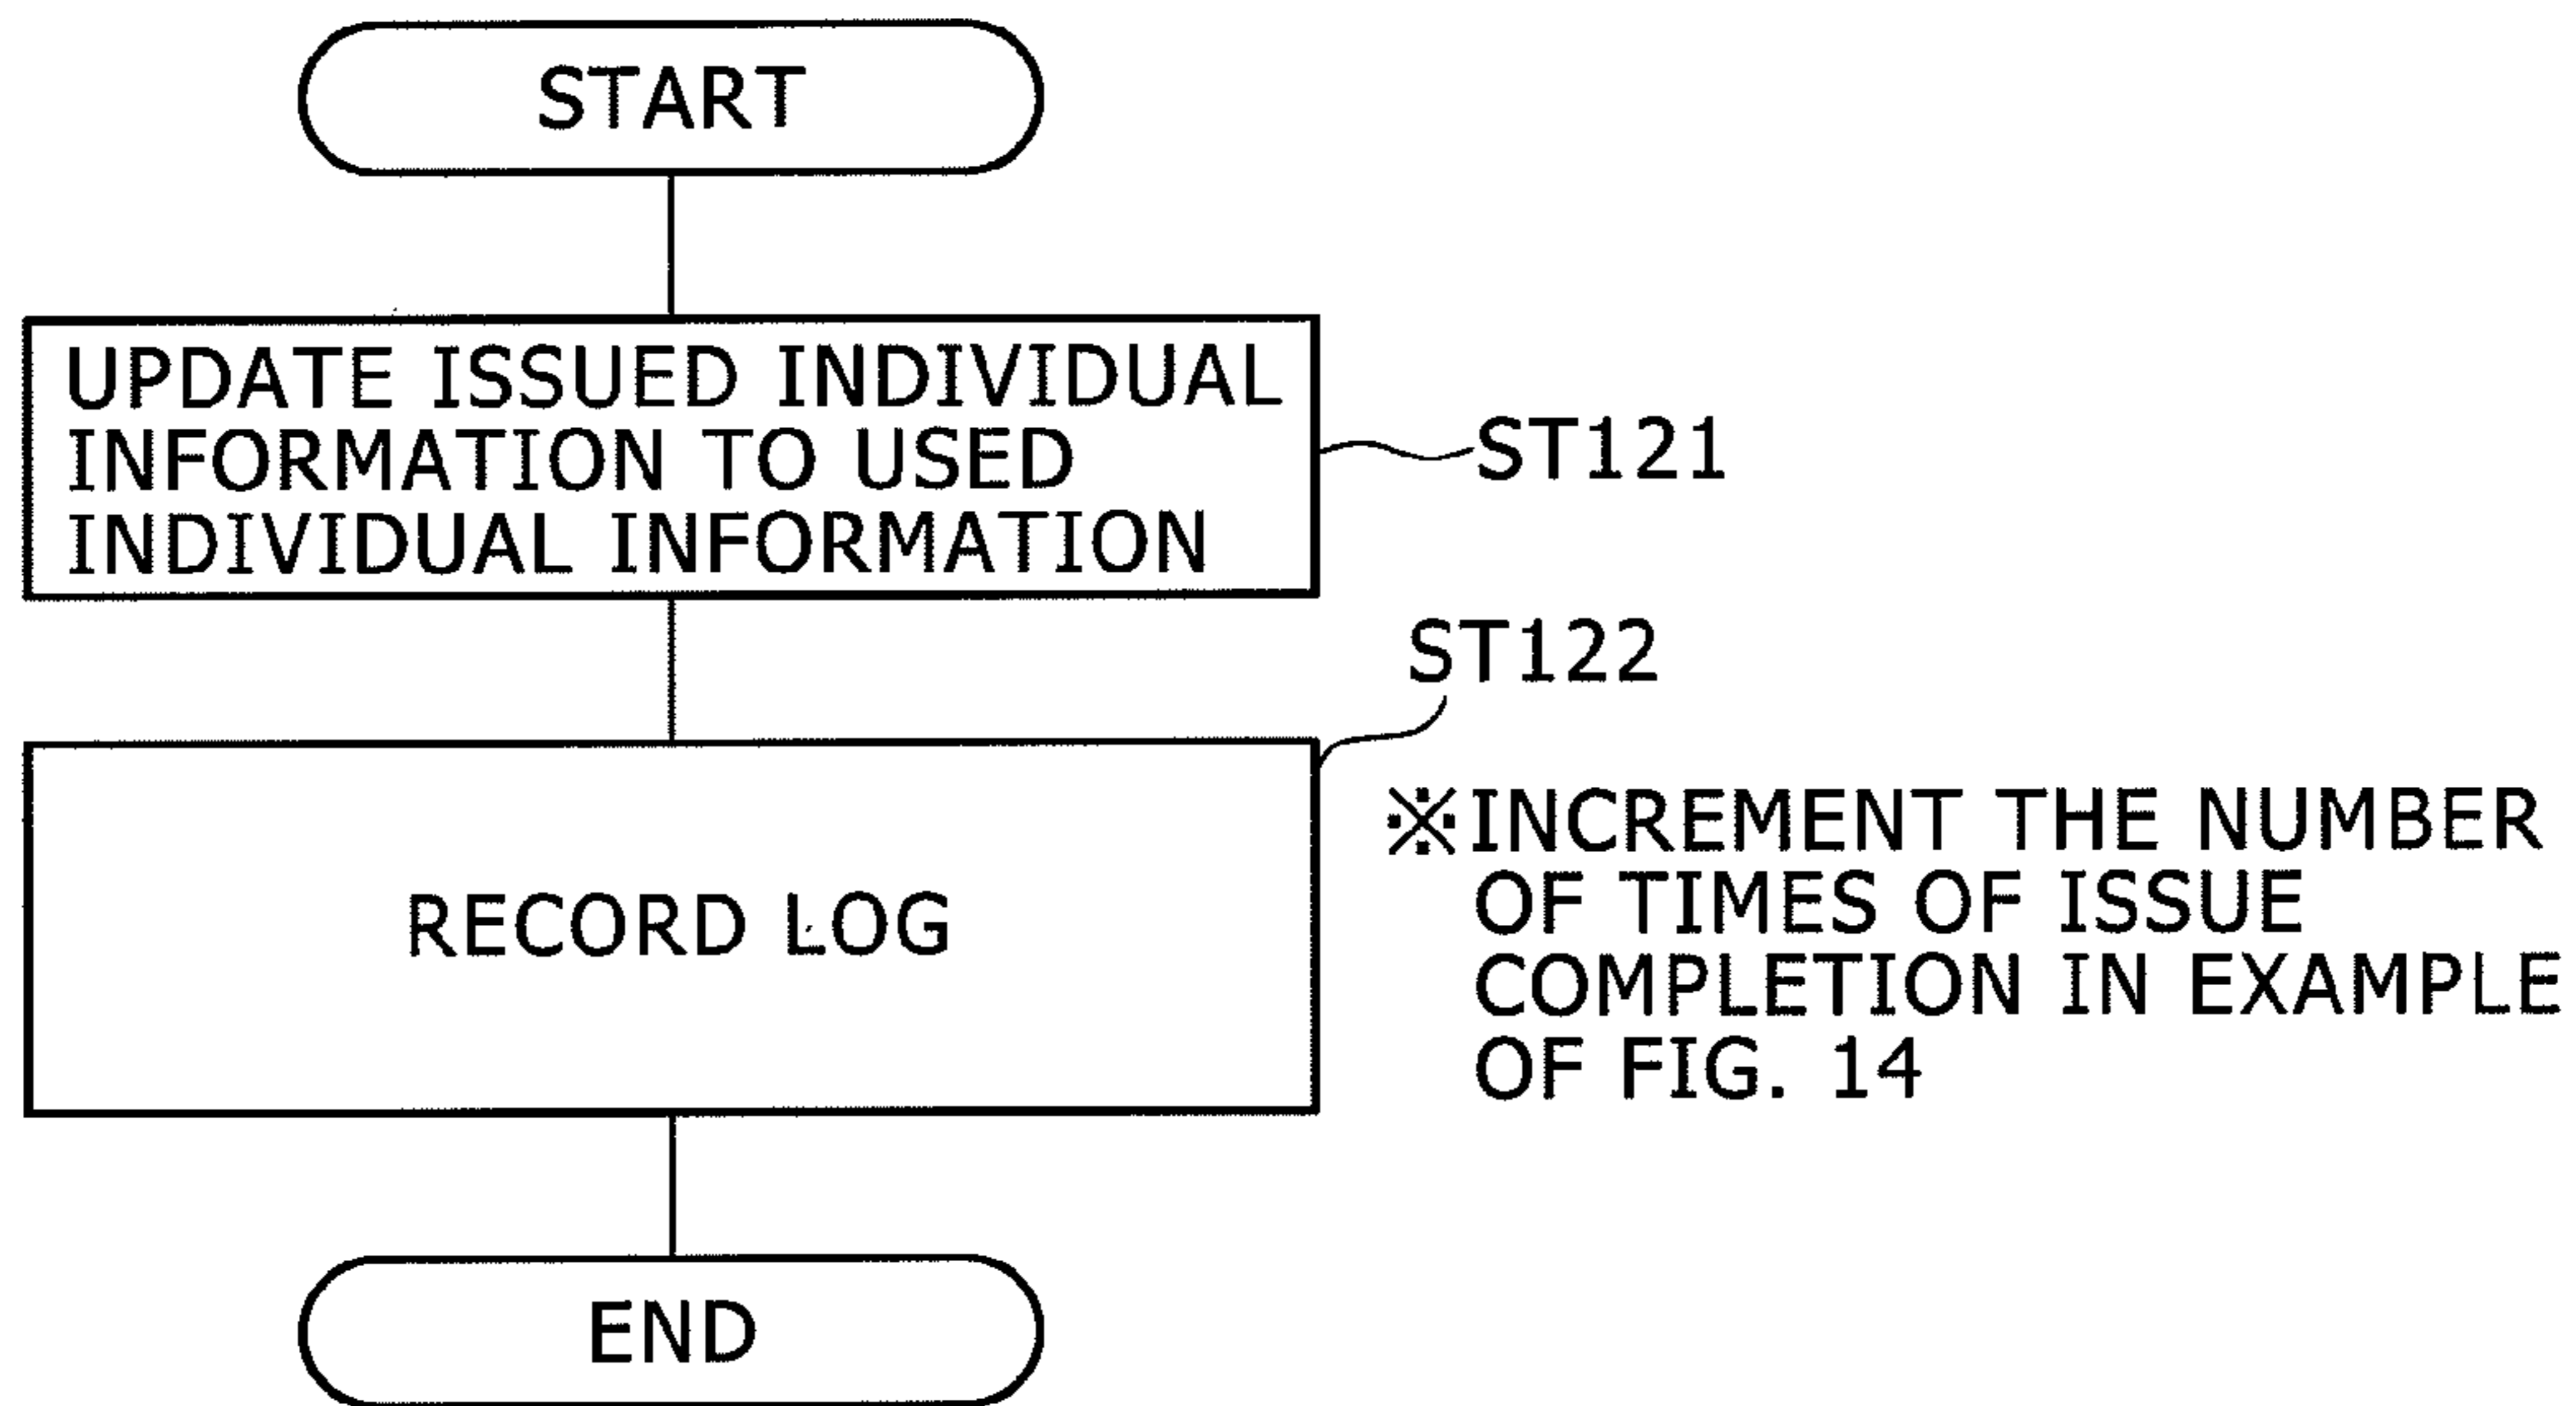 START
UPDATE ISSUED INDIVIDUAL
INFORMATION TO USED
INDIVIDUAL INFORMATION
ST121
ST122
RECORD LOG
※INCREMENT THE NUMBER
OF TIMES OF ISSUE
COMPLETION IN EXAMPLE
OF FIG. 14
END